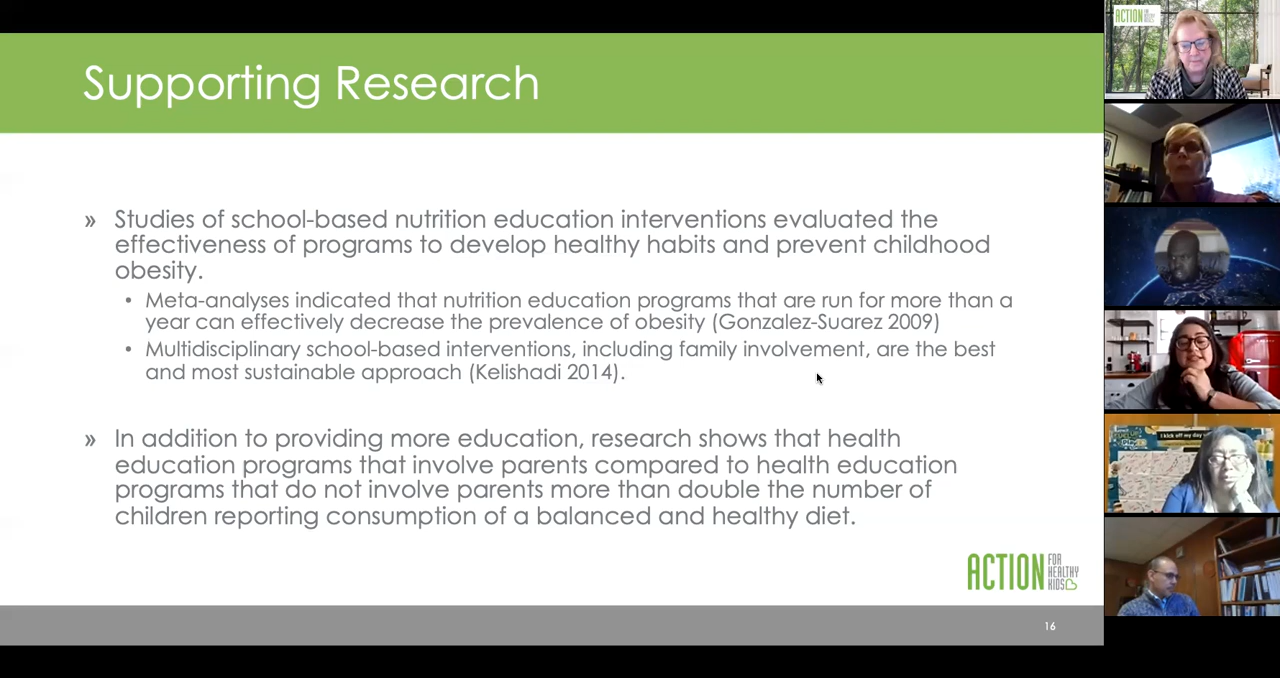 Supporting Research
» Studies of school-based nutrition education interventions evaluated the
effectiveness of programs to develop healthy habits and prevent childhood
obesity.
• Meta-analyses indicated that nutrition education programs that are run for more than a
year can effectively decrease the prevalence of obesity (Gonzalez-Suarez 2009)
• Multidisciplinary school-based interventions, including family involvement, are the best
and most sustainable approach (Kelishadi 2014).
» In addition to providing more education, research shows that health
education programs that involve parents compared to health education
programs that do not involve parents more than double the number of
children reporting consumption of a balanced and healthy diet.
ACTION FOR
HEALTHY
KIDS
16
ACTION
I kick off my day